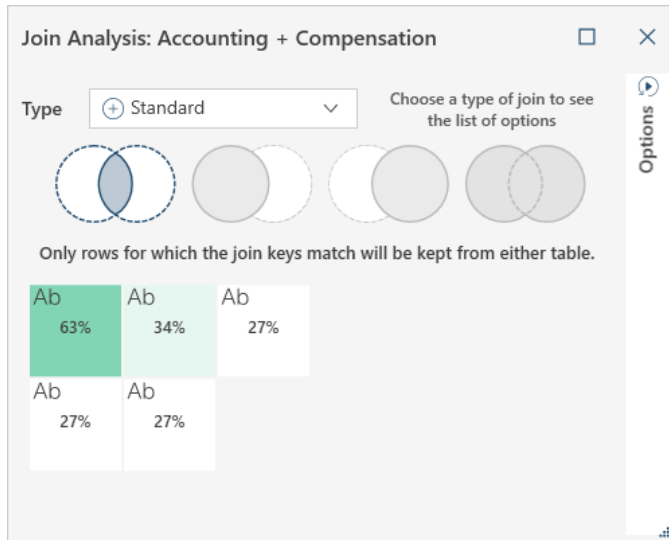 Join Analysis: Accounting + Compensation
Type
Standard
Choose a type of join to see
the list of options
Options
Only rows for which the join keys match will be kept from either table.
Ab
63%
Ab
34%
Ab
27%
Ab
27%
Ab
27%